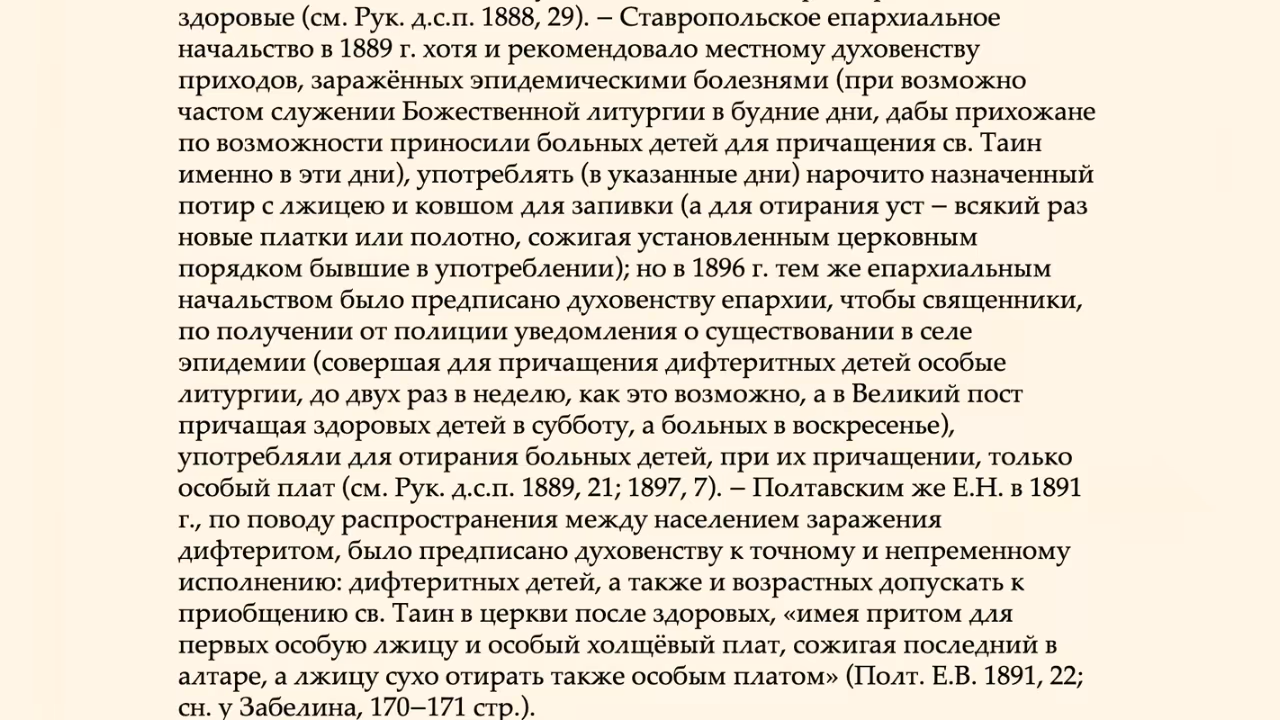 здоровые (см. Рук. д.с.п. 1888, 29). – Ставропольское епархиальное
начальство в 1889 г. хотя и рекомендовало местному духовенству
приходов, заражённых эпидемическими болезнями (при возможно
частом служении Божественной литургии в будние дни, дабы прихожане
по возможности приносили больных детей для причащения св. Таин
именно в эти дни), употреблять (в указанные дни) нарочито назначенный
потир с лжицею и ковшом для запивки (а для отирания уст – всякий раз
новые платки или полотно, сожигая установленным церковным
порядком бывшие в употреблении); но в 1896 г. тем же епархиальным
начальством было предписано духовенству епархии, чтобы священники,
по получении от полиции уведомления о существовании в селе
эпидемии (совершая для причащения дифтеритных детей особые
литургии, до двух раз в неделю, как это возможно, а в Великий пост
причащая здоровых детей в субботу, а больных в воскресенье),
употребляли для отирания больных детей, при их причащении, только
особый плат (см. Рук. д.с.п. 1889, 21; 1897, 7). – Полтавским же Е.Н. в 1891
г., по поводу распространения между населением заражения
дифтеритом, было предписано духовенству к точному и непременному
исполнению: дифтеритных детей, а также и возрастных допускать к
приобщению св. Таин в церкви после здоровых, «имея притом для
первых особую лжицу и особый холщёвый плат, сожигая последний в
алтаре, а лжицу сухо отирать также особым платом» (Полт. Е.В. 1891, 22;
сн. у Забелина, 170–171 стр.).